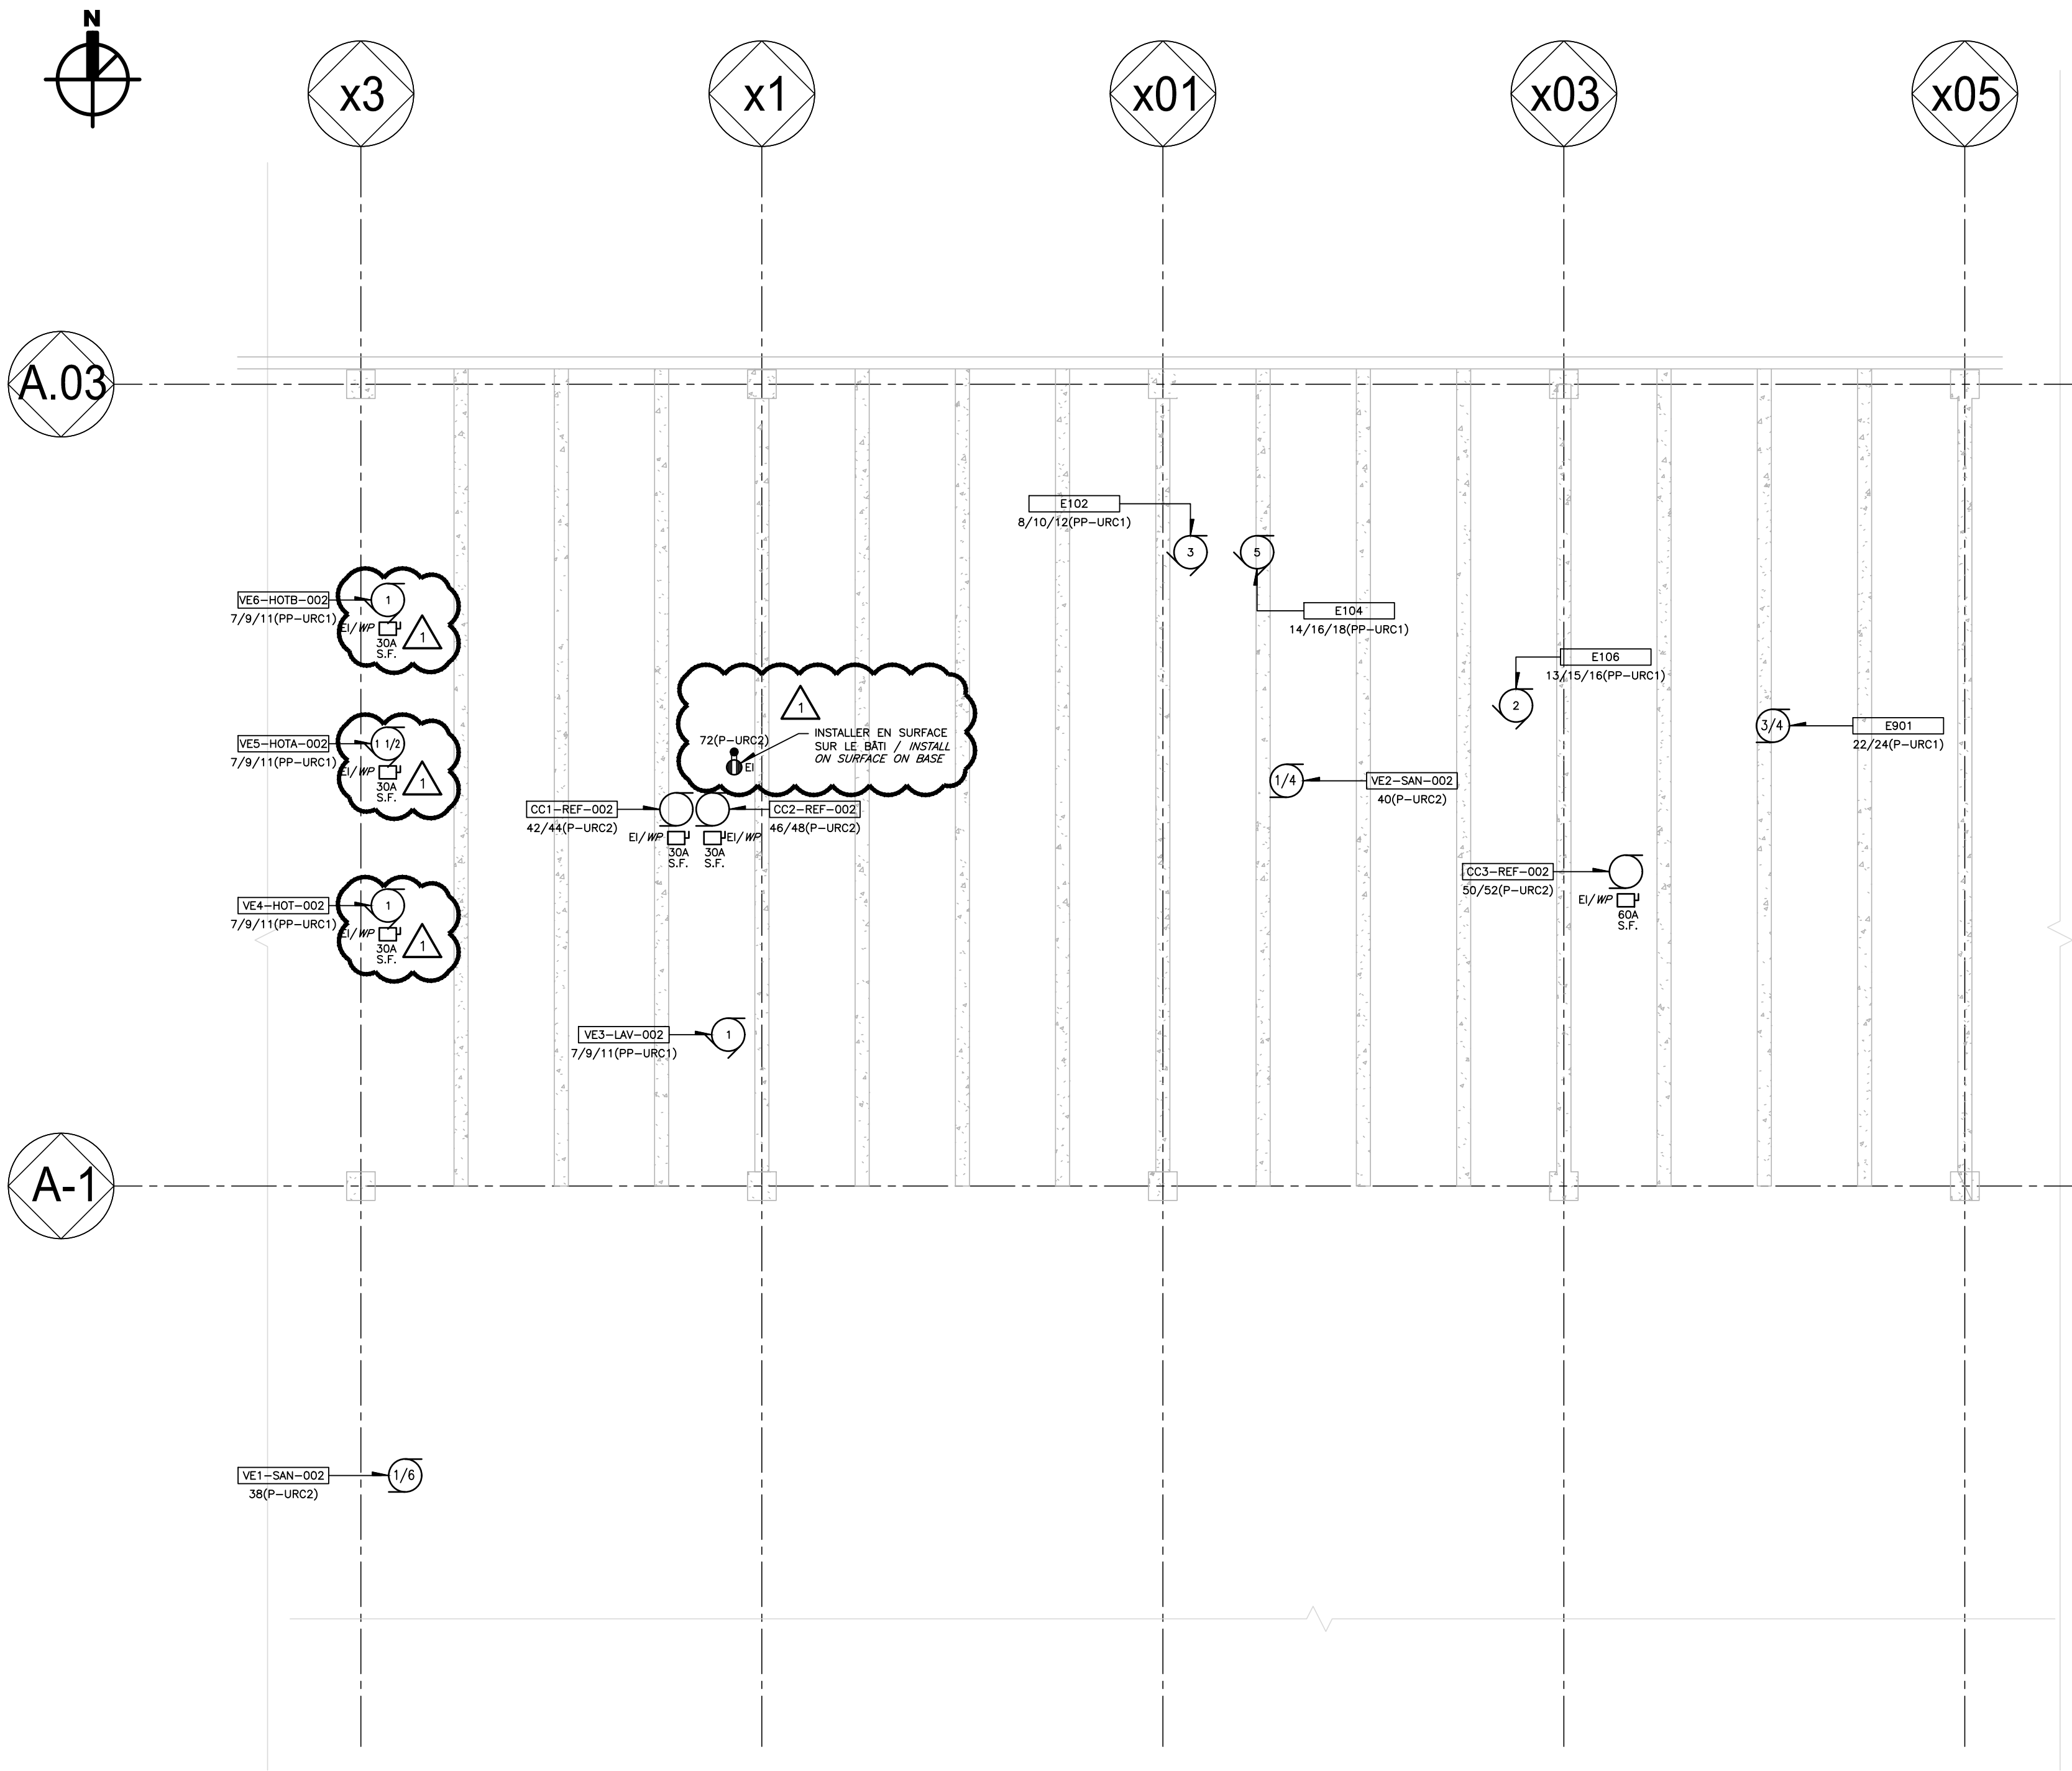 N
x3
x1
x01
x03
x05
A.03
E102
8/10/12(PP-URC1)
3
5
E104
14/16/18(PP-URC1)
VE6-HOTB-002
7/9/11(PP-URC1)
1
EI/WP
30A
S.F.
1
E106
13/15/16(PP-URC1)
2
VE5-HOTA-002
7/9/11(PP-URC1)
1 1/2
EI/WP
30A
S.F.
1
1
72(P-URC2)
EI
INSTALLER EN SURFACE
SUR LE BÂTI / INSTALL
ON SURFACE ON BASE
3/4
E901
22/24(P-URC1)
1/4
VE2-SAN-002
40(P-URC2)
CC1-REF-002
42/44(P-URC2)
EI/WP
30A
S.F.
CC2-REF-002
46/48(P-URC2)
EI/WP
30A
S.F.
CC3-REF-002
50/52(P-URC2)
EI/WP
60A
S.F.
VE4-HOT-002
7/9/11(PP-URC1)
1
EI/WP
30A
S.F.
1
VE3-LAV-002
7/9/11(PP-URC1)
1
A-1
VE1-SAN-002
38(P-URC2)
1/6